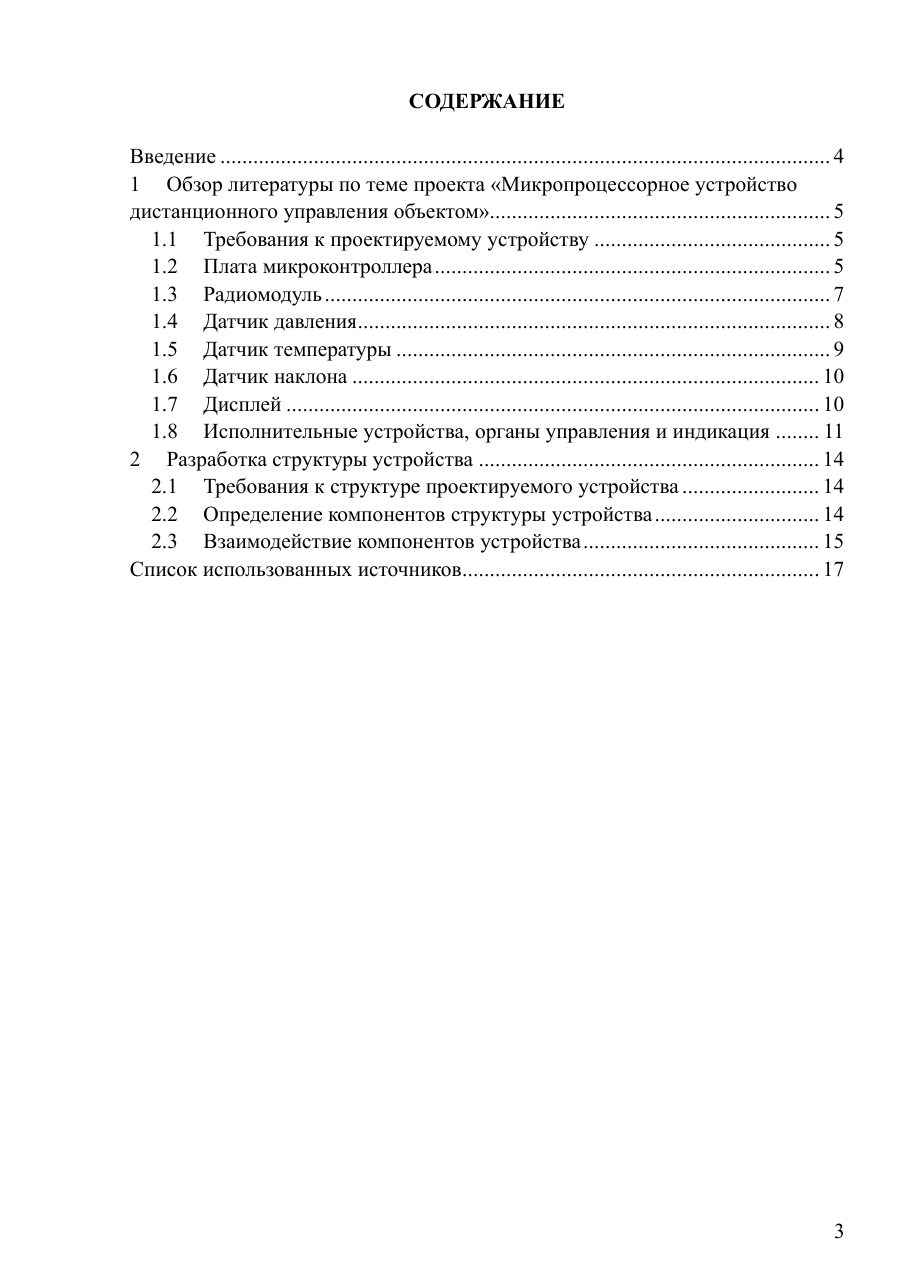 СОДЕРЖАНИЕ
Введение ........................................................................................................................ 4
1 Обзор литературы по теме проекта «Микропроцессорное устройство
дистанционного управления объектом»............................................................... 5
1.1 Требования к проектируемому устройству ............................................ 5
1.2 Плата микроконтроллера.......................................................................... 5
1.3 Радиомодуль.............................................................................................. 7
1.4 Датчик давления........................................................................................ 8
1.5 Датчик температуры ................................................................................. 9
1.6 Датчик наклона ....................................................................................... 10
1.7 Дисплей ................................................................................................... 10
1.8 Исполнительные устройства, органы управления и индикация ........ 11
2 Разработка структуры устройства ............................................................... 14
2.1 Требования к структуре проектируемого устройства .......................... 14
2.2 Определение компонентов структуры устройства............................... 14
2.3 Взаимодействие компонентов устройства............................................ 15
Список использованных источников.................................................................. 17
3